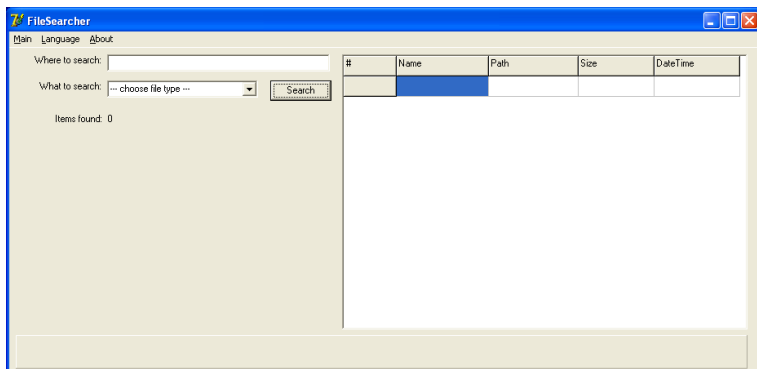 FileSearcher
Main Language About
Where to search:
What to search: --- choose file type --- Search
Items found: 0
# Name Path Size DateTime